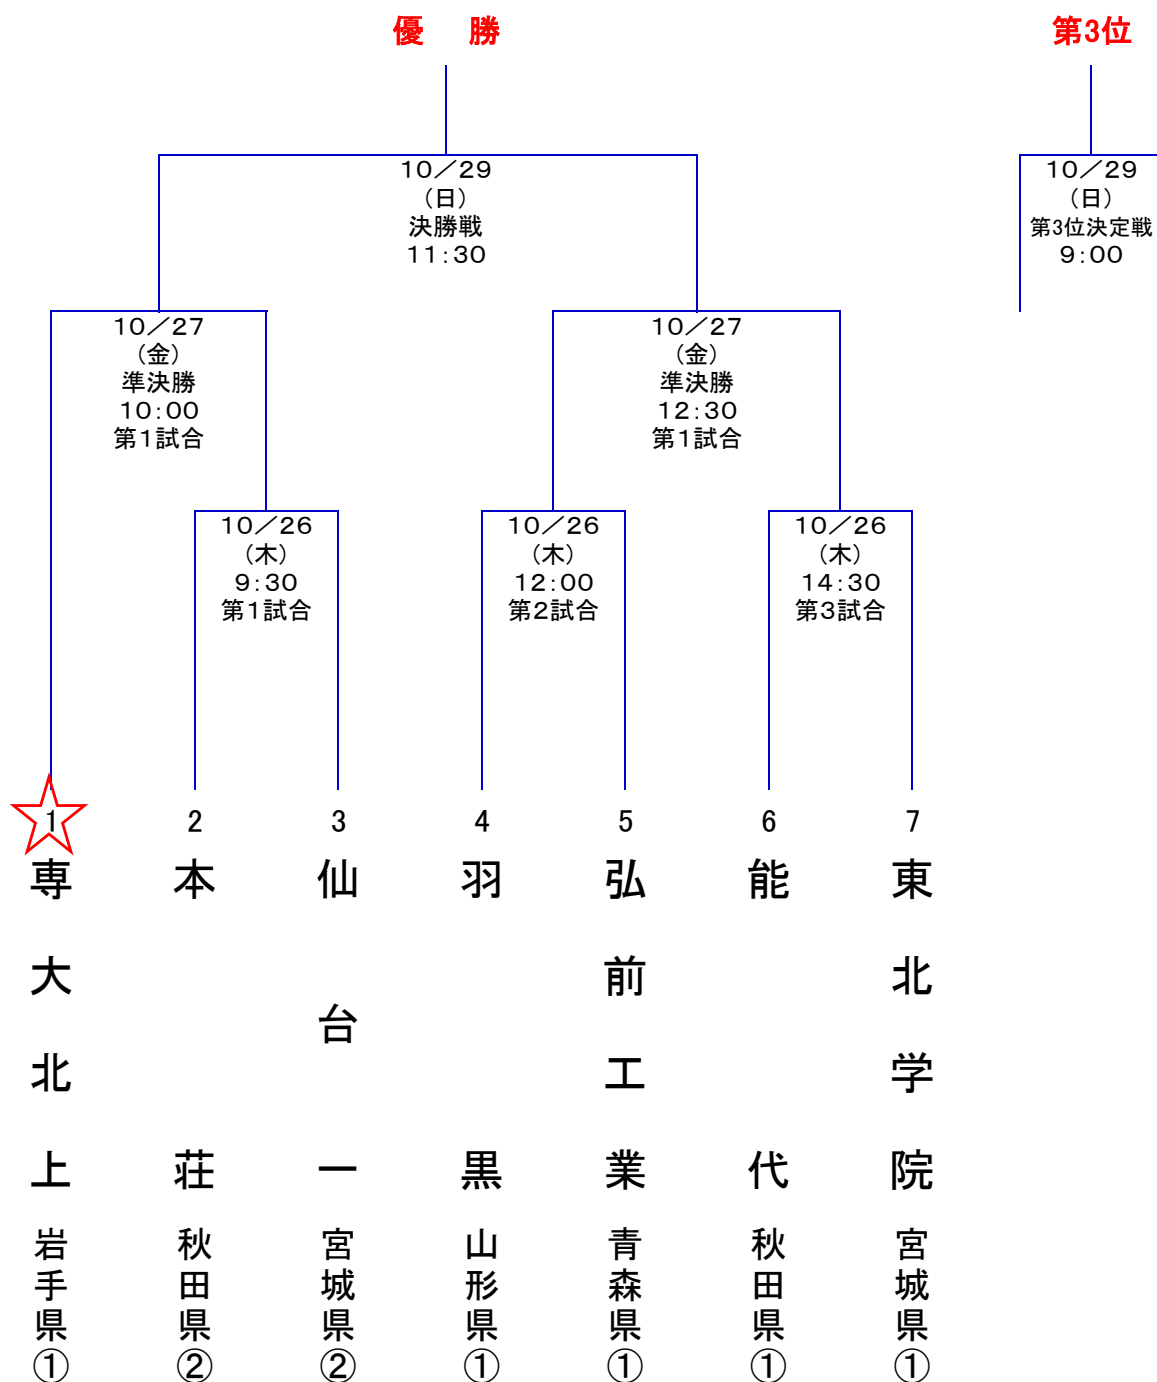 優　勝
第3位
10／29
（日）
決勝戦
11：30
10／29
（日）
第3位決定戦
9：00
10／27
（金）
準決勝
10：00
第1試合
10／27
（金）
準決勝
12：30
第1試合
10／26
（木）
9：30
第1試合
10／26
（木）
12：00
第2試合
10／26
（木）
14：30
第3試合
1
2
3
4
5
6
7
専大北上
本荘
仙台一
羽黒
弘前工業
能代
東北学院
岩手県①
秋田県②
宮城県②
山形県①
青森県①
秋田県①
宮城県①